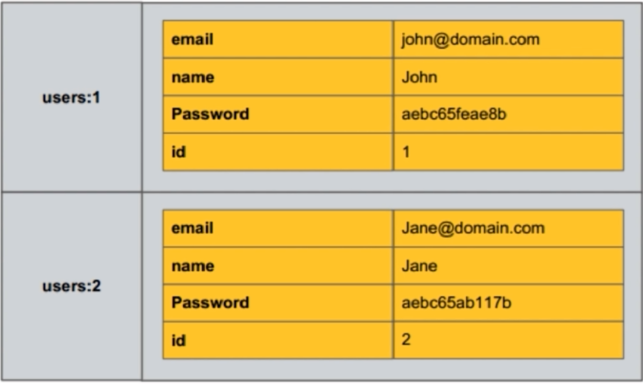 users:1
email john@domain.com
name John
Password aebc65feae8b
id 1
users:2
email Jane@domain.com
name Jane
Password aebc65ab117b
id 2